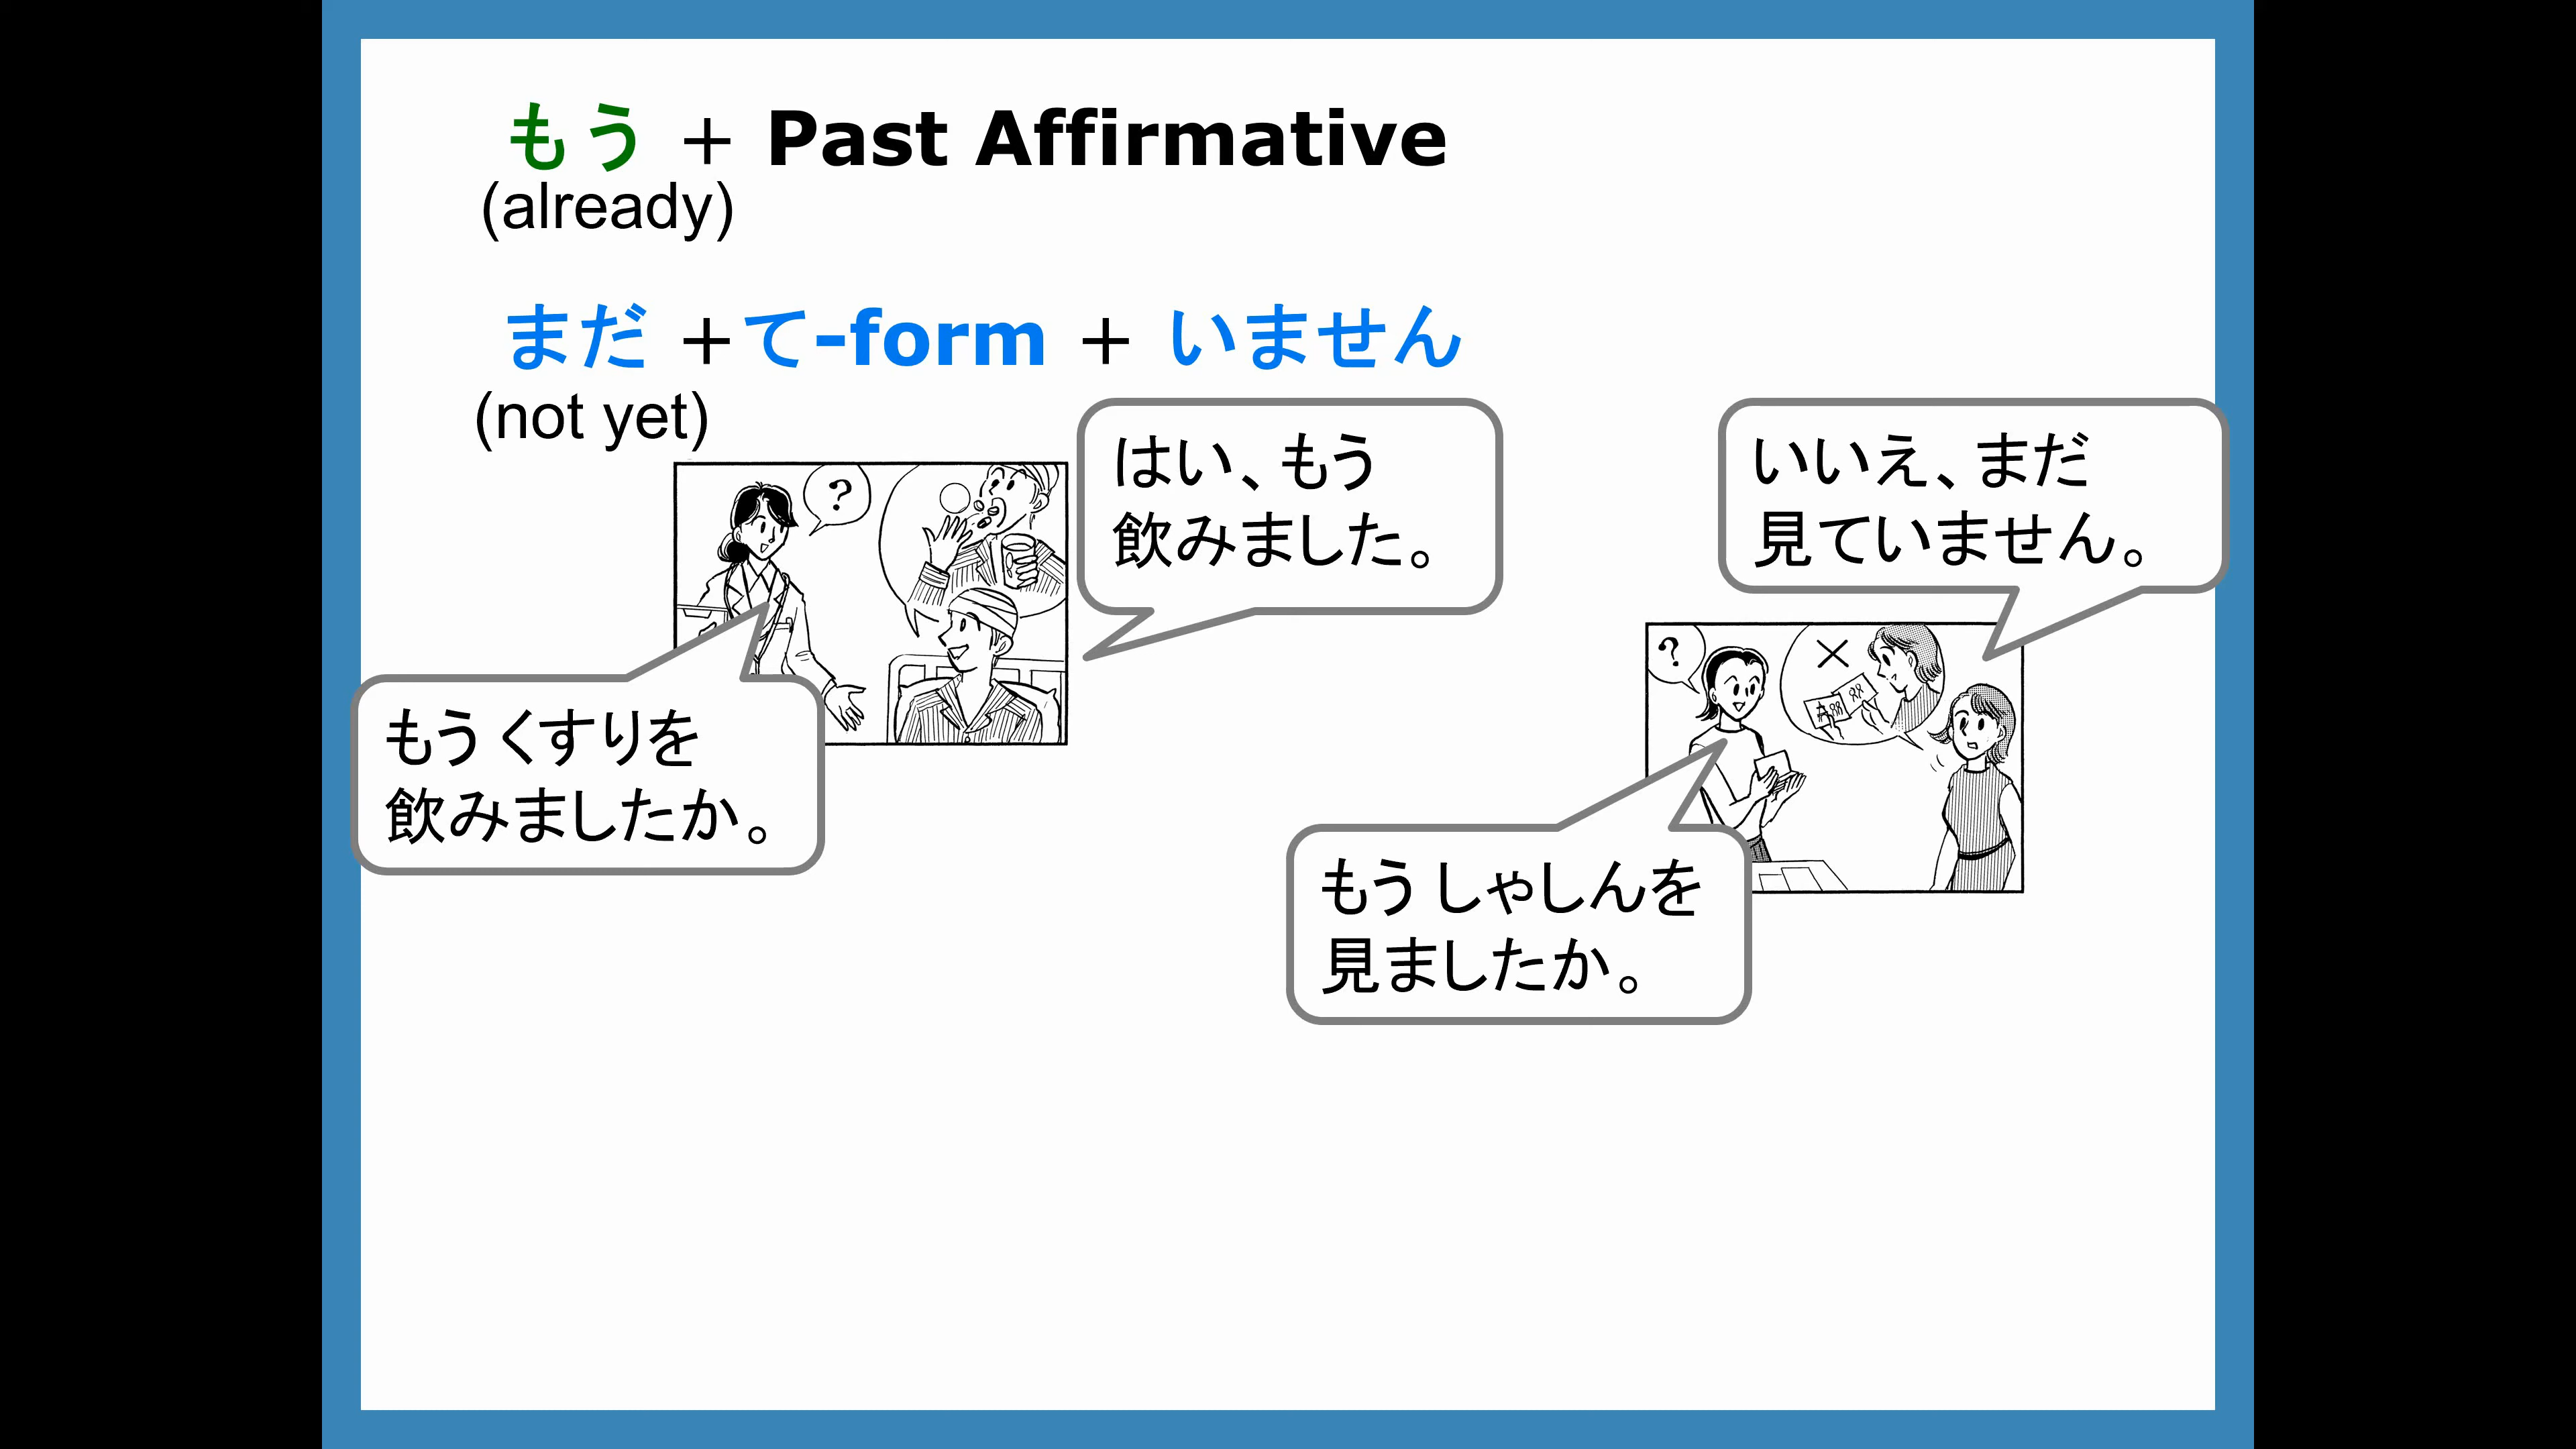 もう + Past Affirmative
(already)
まだ +て-form + いません
(not yet)
?
もう くすりを
飲みましたか。
はい、もう
飲みました。
?
もう しゃしんを
見ましたか。
いいえ、まだ
見ていません。